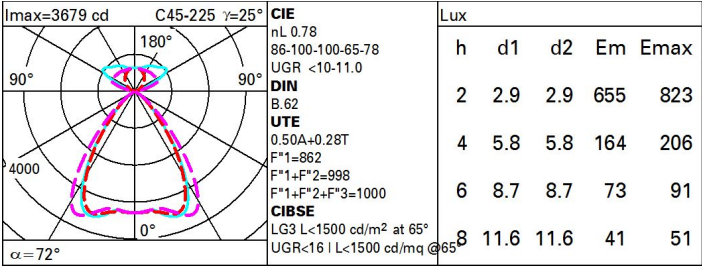 Imax=3679 cd C45-225 γ=25°
180°
90° 90°
4000
0°
α=72°
CIE
nL 0.78
86-100-100-65-78
UGR <10-11.0
DIN
B.62
UTE
0.50A+0.28T
F"1=862
F"1+F"2=998
F"1+F"2+F"3=1000
CIBSE
LG3 L<1500 cd/m² at 65°
UGR<16 | L<1500 cd/mq @65°
Lux
h d1 d2 Em Emax
2 2.9 2.9 655 823
4 5.8 5.8 164 206
6 8.7 8.7 73 91
8 11.6 11.6 41 51